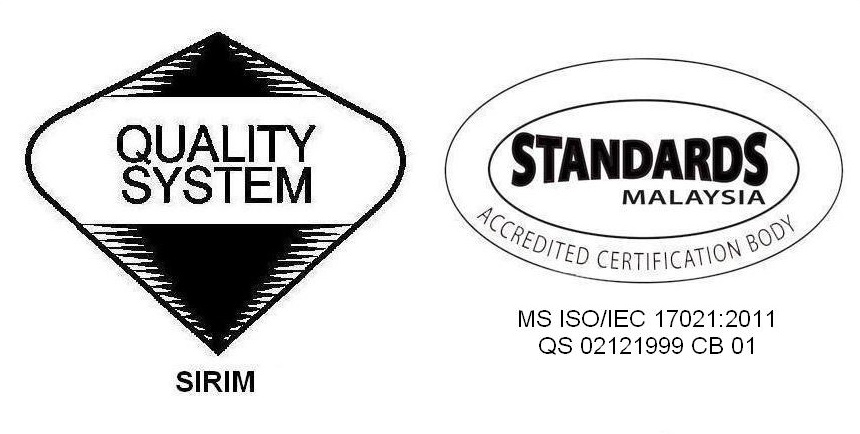 QUALITY
SYSTEM
SIRIM
STANDARDS
MALAYSIA
ACCREDITED CERTIFICATION BODY
MS ISO/IEC 17021:2011
QS 02121999 CB 01